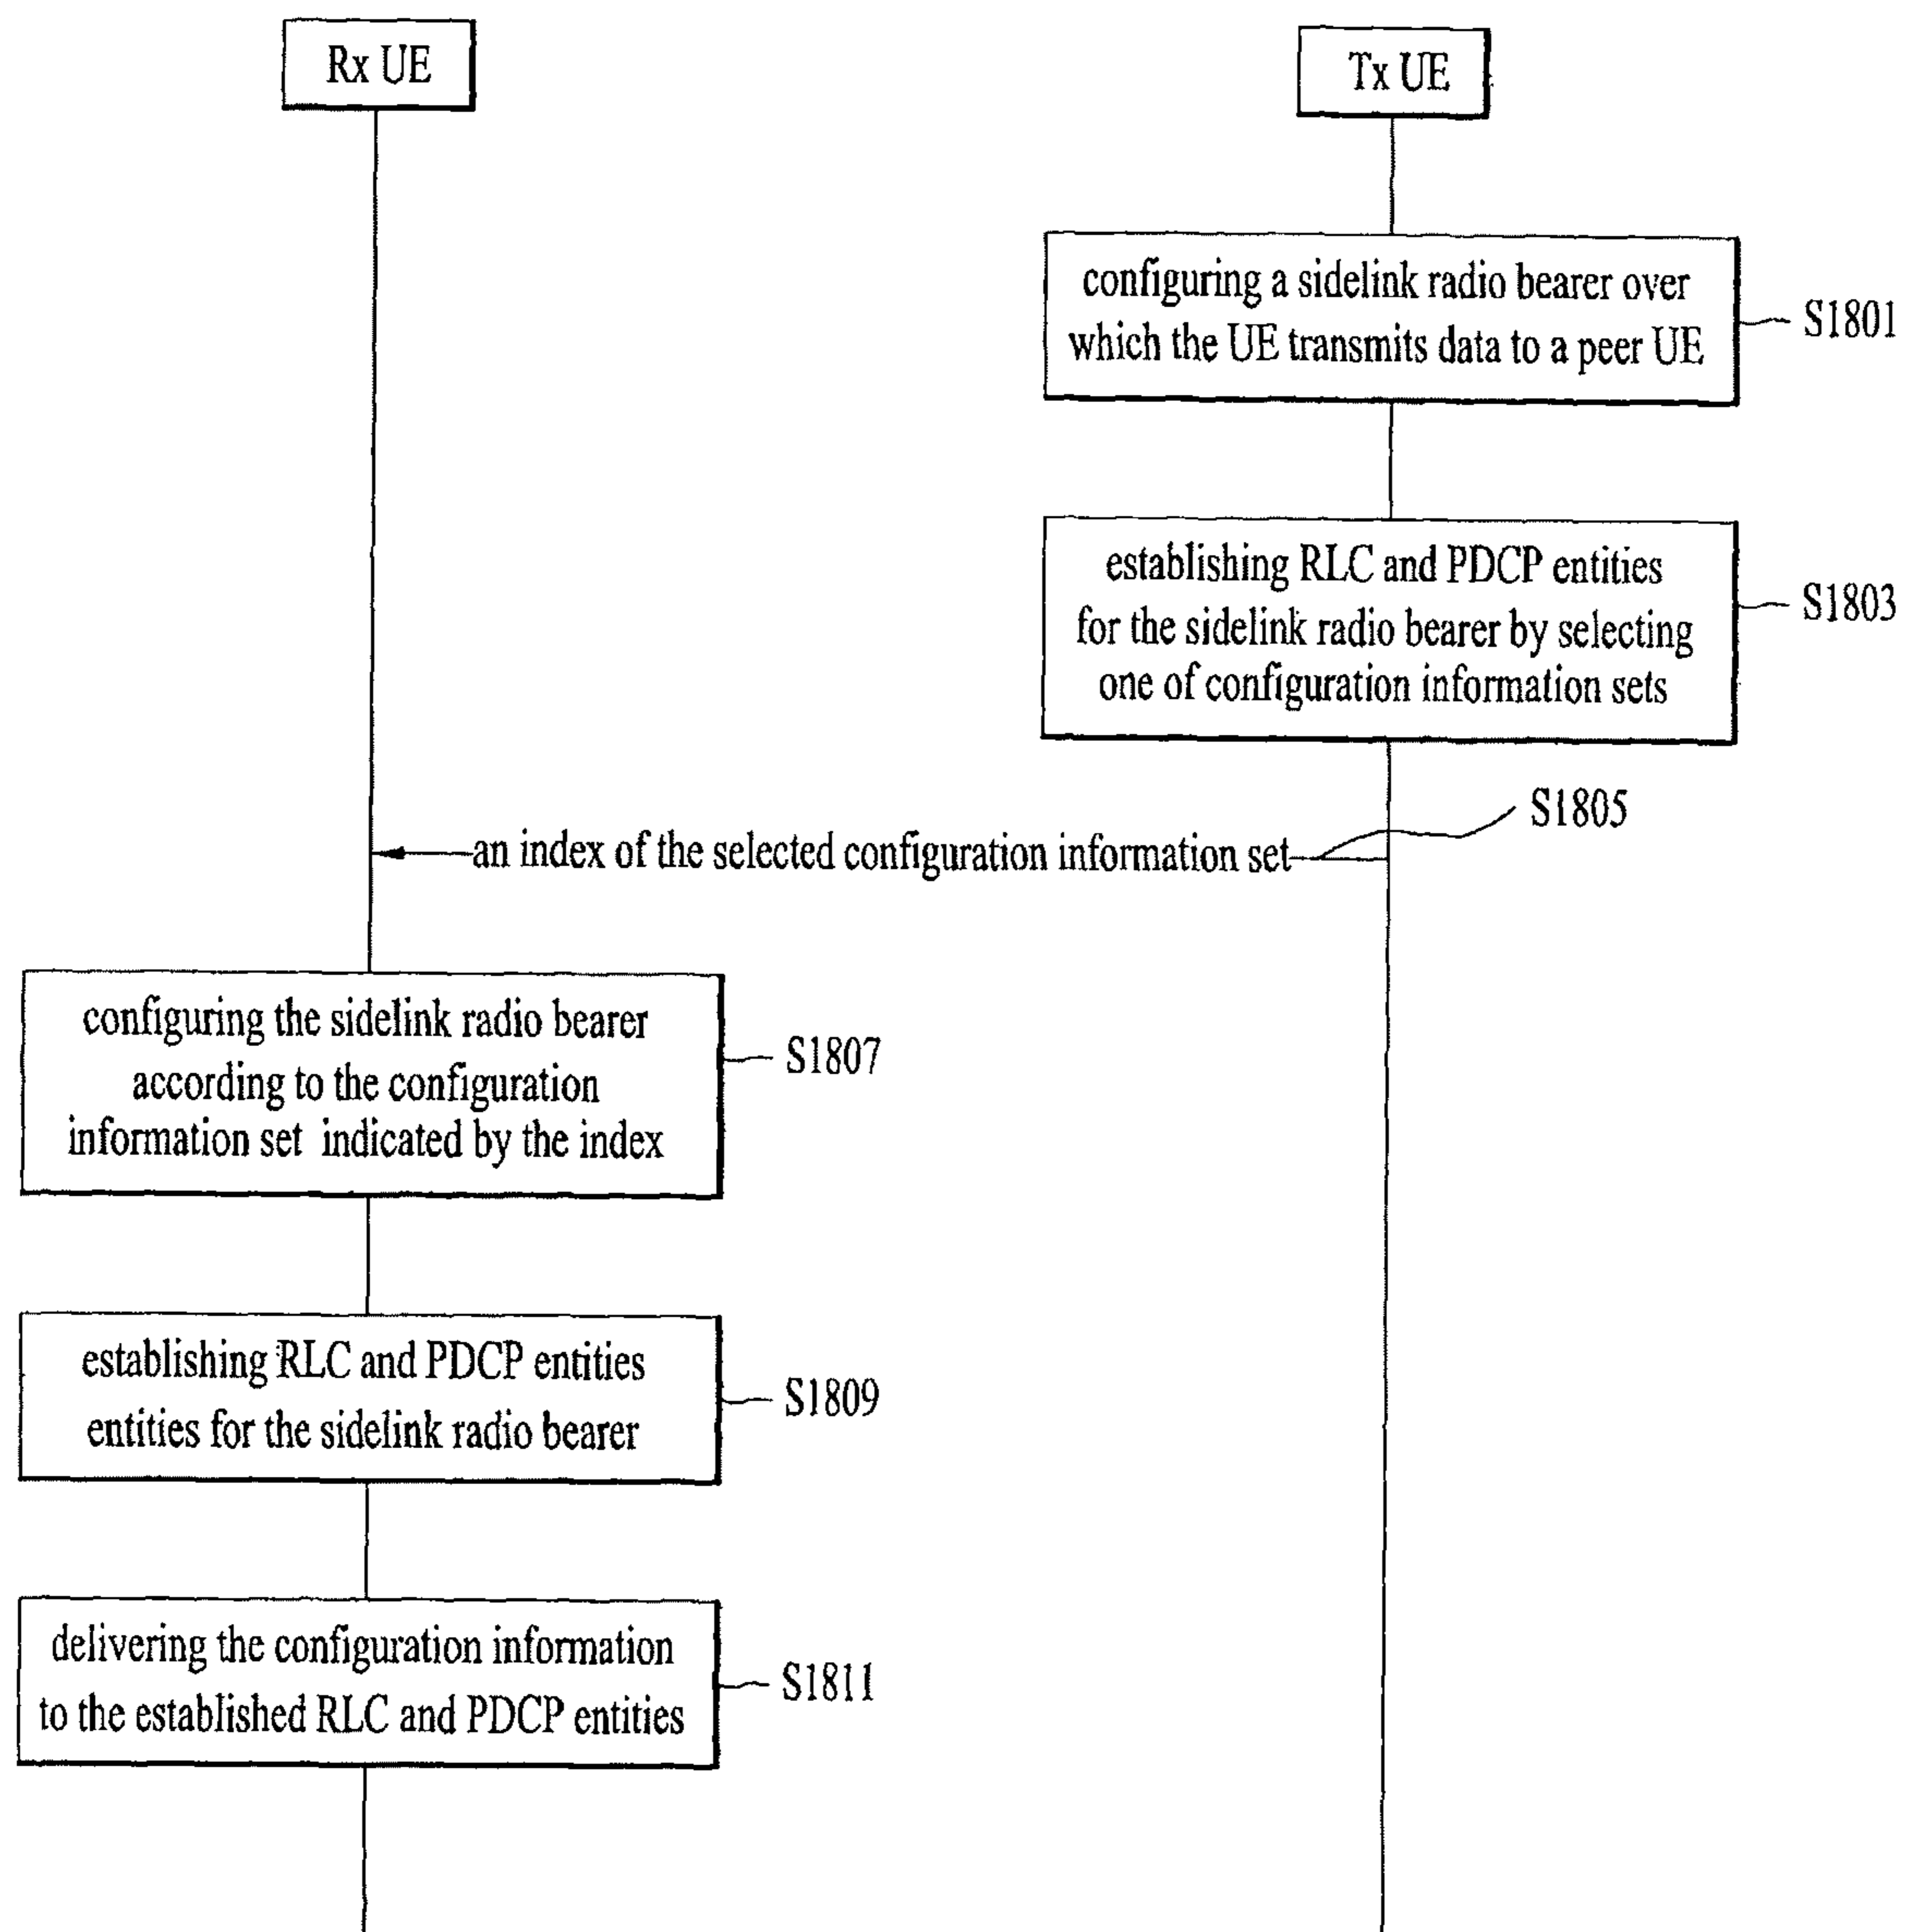 Rx UE
Tx UE
configuring a sidelink radio bearer over
which the UE transmits data to a peer UE
S1801
establishing RLC and PDCP entities
for the sidelink radio bearer by selecting
one of configuration information sets
S1803
S1805
an index of the selected configuration information set
configuring the sidelink radio bearer
according to the configuration
information set indicated by the index
S1807
establishing RLC and PDCP entities
entities for the sidelink radio bearer
S1809
delivering the configuration information
to the established RLC and PDCP entities
S1811